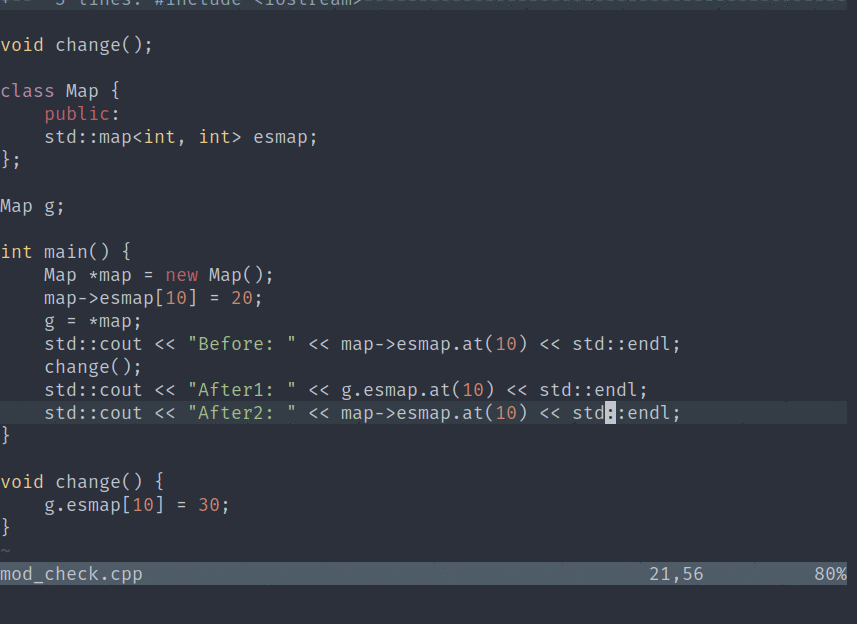 +-- 5 lines: #include <iostream>
void change();
class Map {
public:
std::map<int, int> esmap;
};
Map g;
int main() {
Map *map = new Map();
map->esmap[10] = 20;
g = *map;
std::cout << "Before: " << map->esmap.at(10) << std::endl;
change();
std::cout << "After1: " << g.esmap.at(10) << std::endl;
std::cout << "After2: " << map->esmap.at(10) << std::endl;
}
void change() {
g.esmap[10] = 30;
}
~
mod_check.cpp 21,56 80%